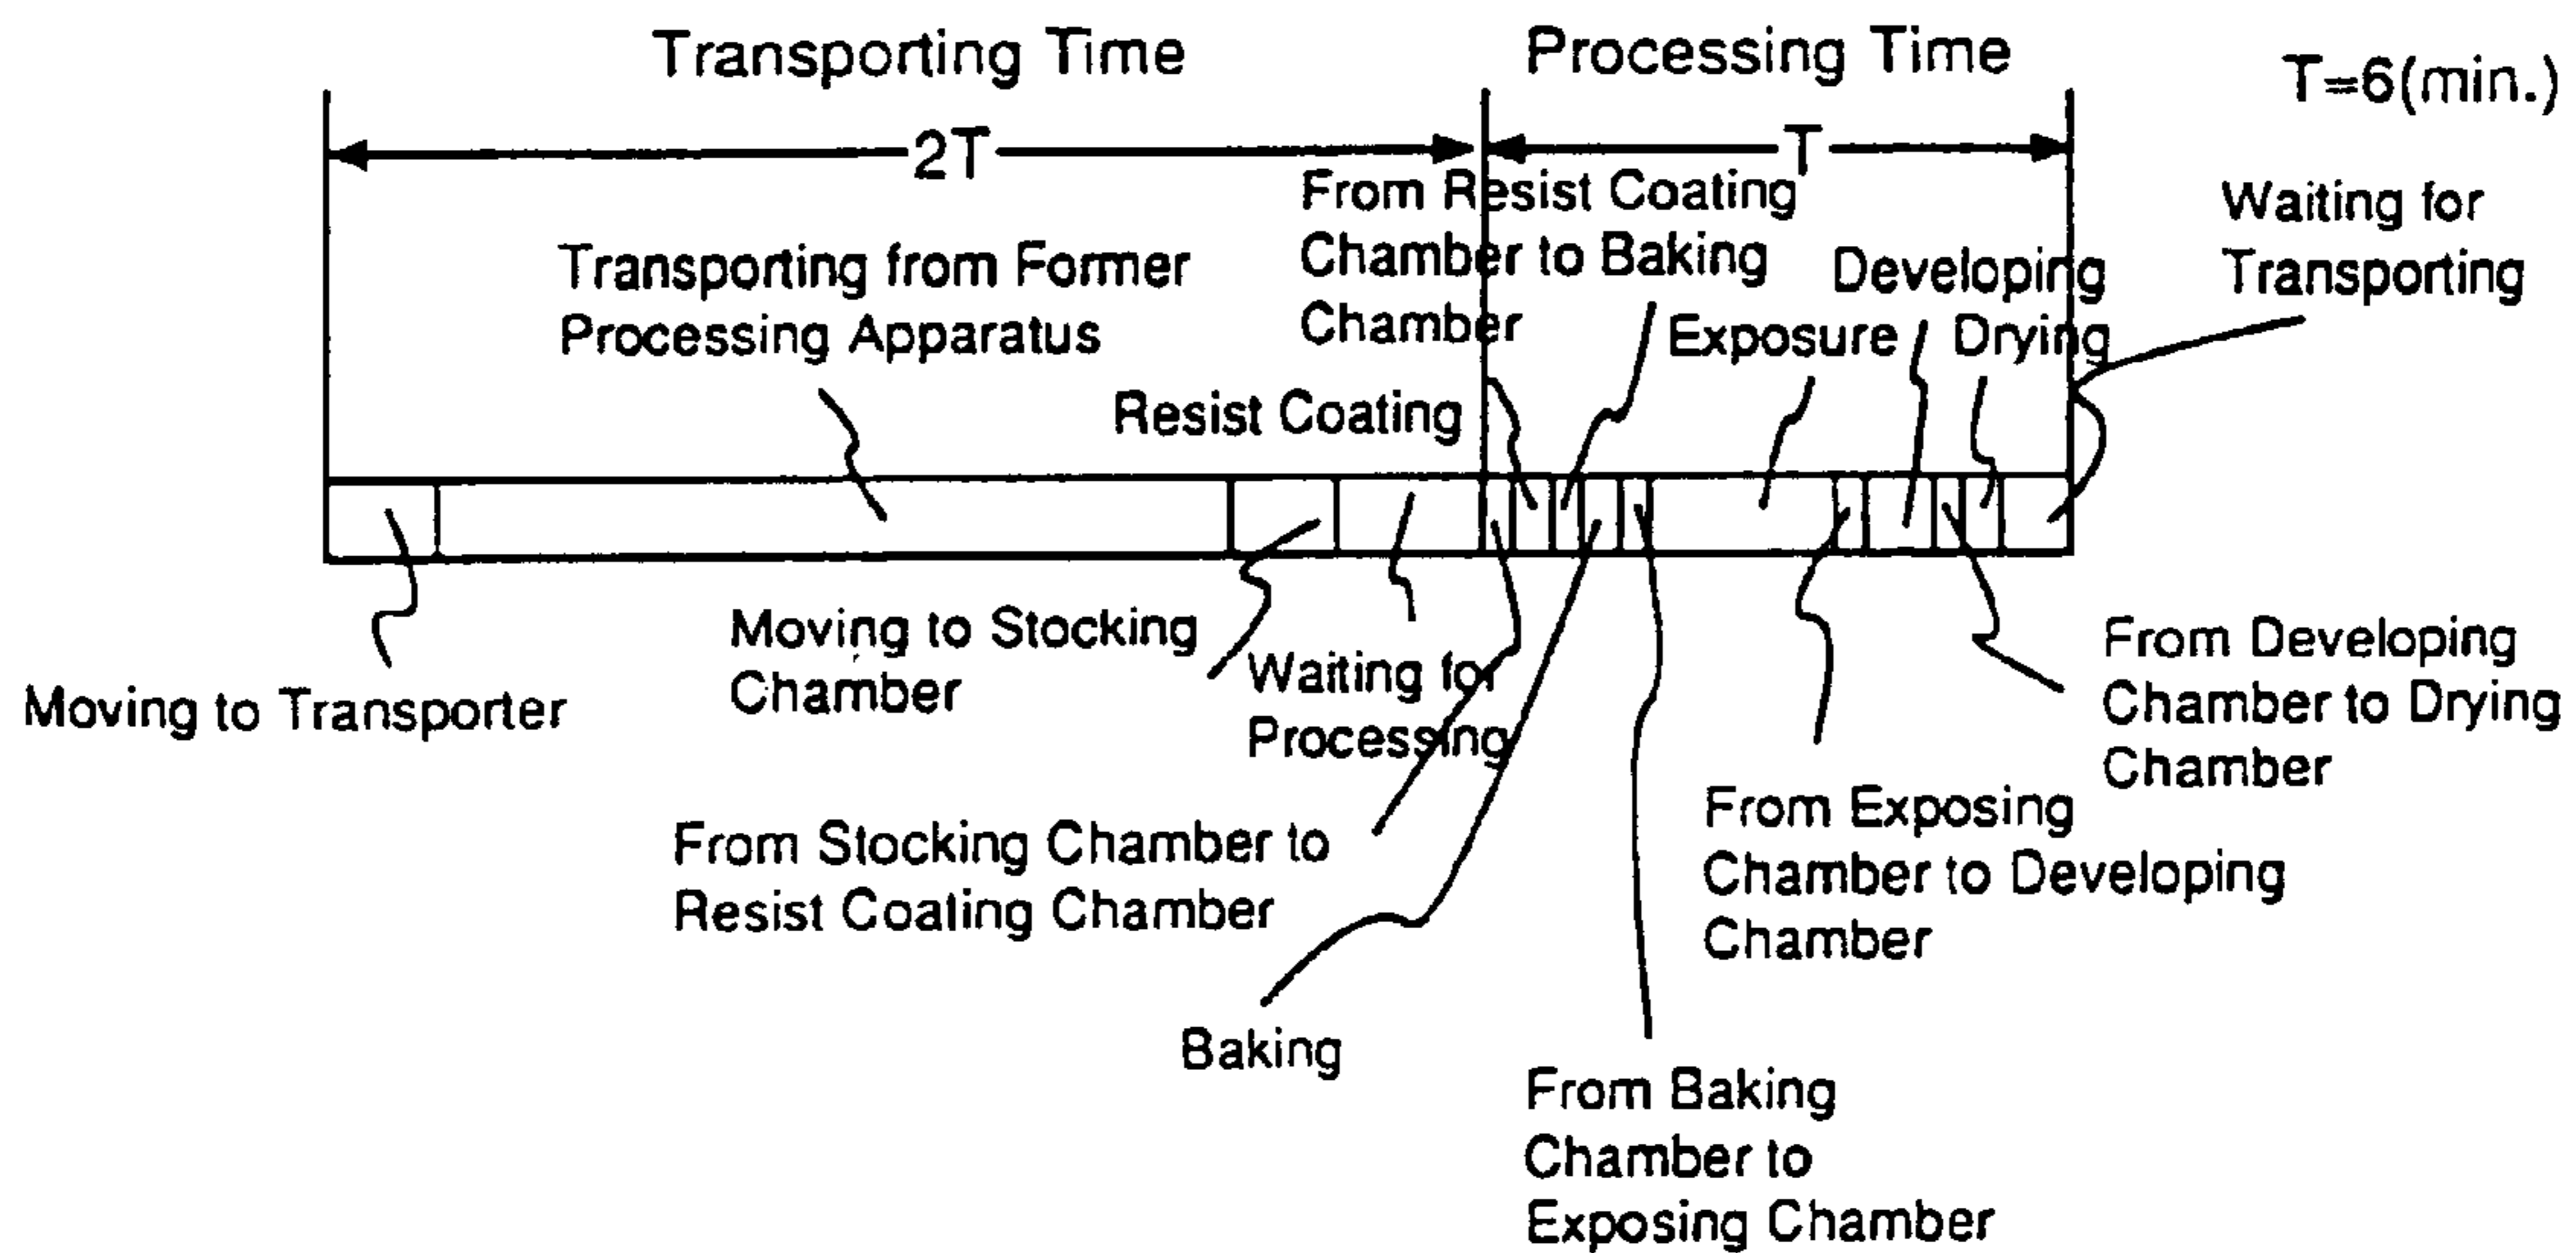 Transporting Time
Processing Time
T=6(min.)
2T
T
From Resist Coating
Chamber to Baking
Chamber
Waiting for
Transporting
Transporting from Former
Processing Apparatus
Developing
Exposure
Drying
Resist Coating
Moving to Transporter
Moving to Stocking
Chamber
Waiting for
Processing
From Stocking Chamber to
Resist Coating Chamber
Baking
From Baking
Chamber to
Exposing Chamber
From Exposing
Chamber to Developing
Chamber
From Developing
Chamber to Drying
Chamber